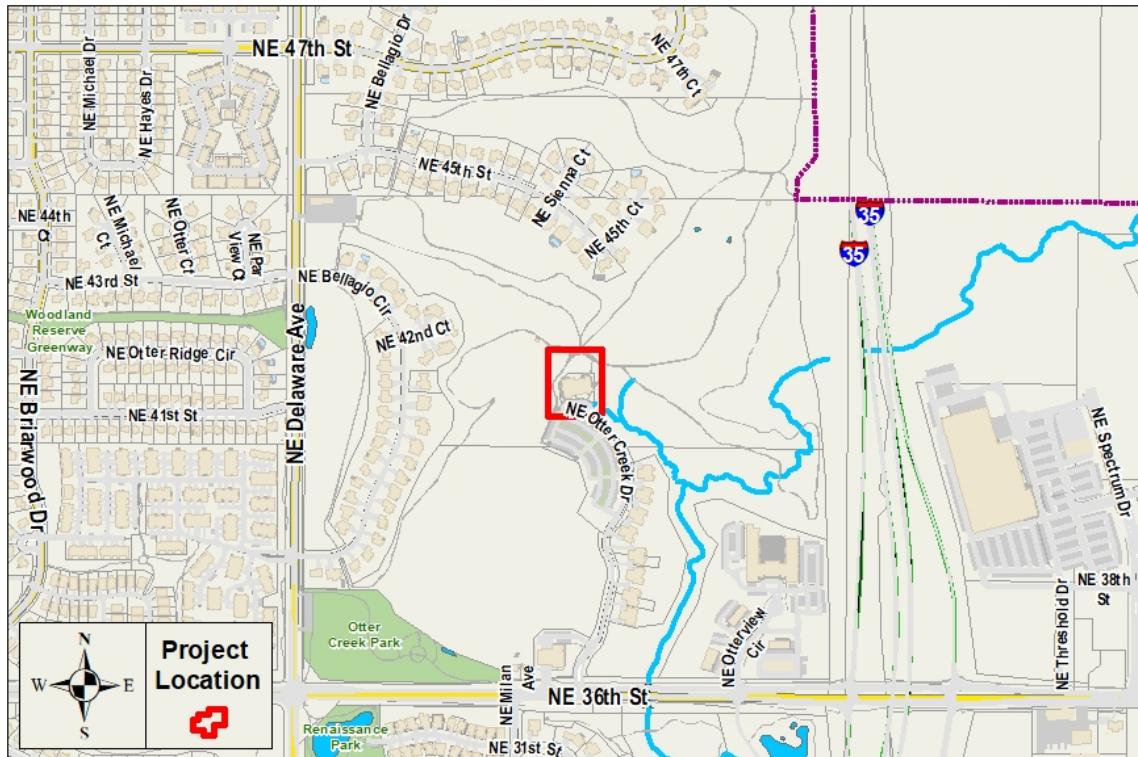 NE 47th St
NE Michael Dr
NE Hayes Dr
NE Bellagio Dr
NE 47th Ct
NE 45th St
NE Sienna Ct
NE 45th Ct
35
35
NE 44th
Ct
NE Michael
Ct
NE Otter Ct
NE Par
View Ct
NE 43rd St
NE Bellagio Cir
NE 42nd Ct
Woodland
Reserve
Greenway
NE Otter Ridge Cir
NE Delaware Ave
NE 41st St
NE Briarwood Dr
NE Otter Creek Dr
NE Spectrum Dr
NE 38th
St
NE Threshold Dr
NE Otterview
Cir
Otter
Creek Park
NE Millan
Ave
NE 36th St
Renaissance
Park
NE 31st St
N
W
E
S
Project
Location